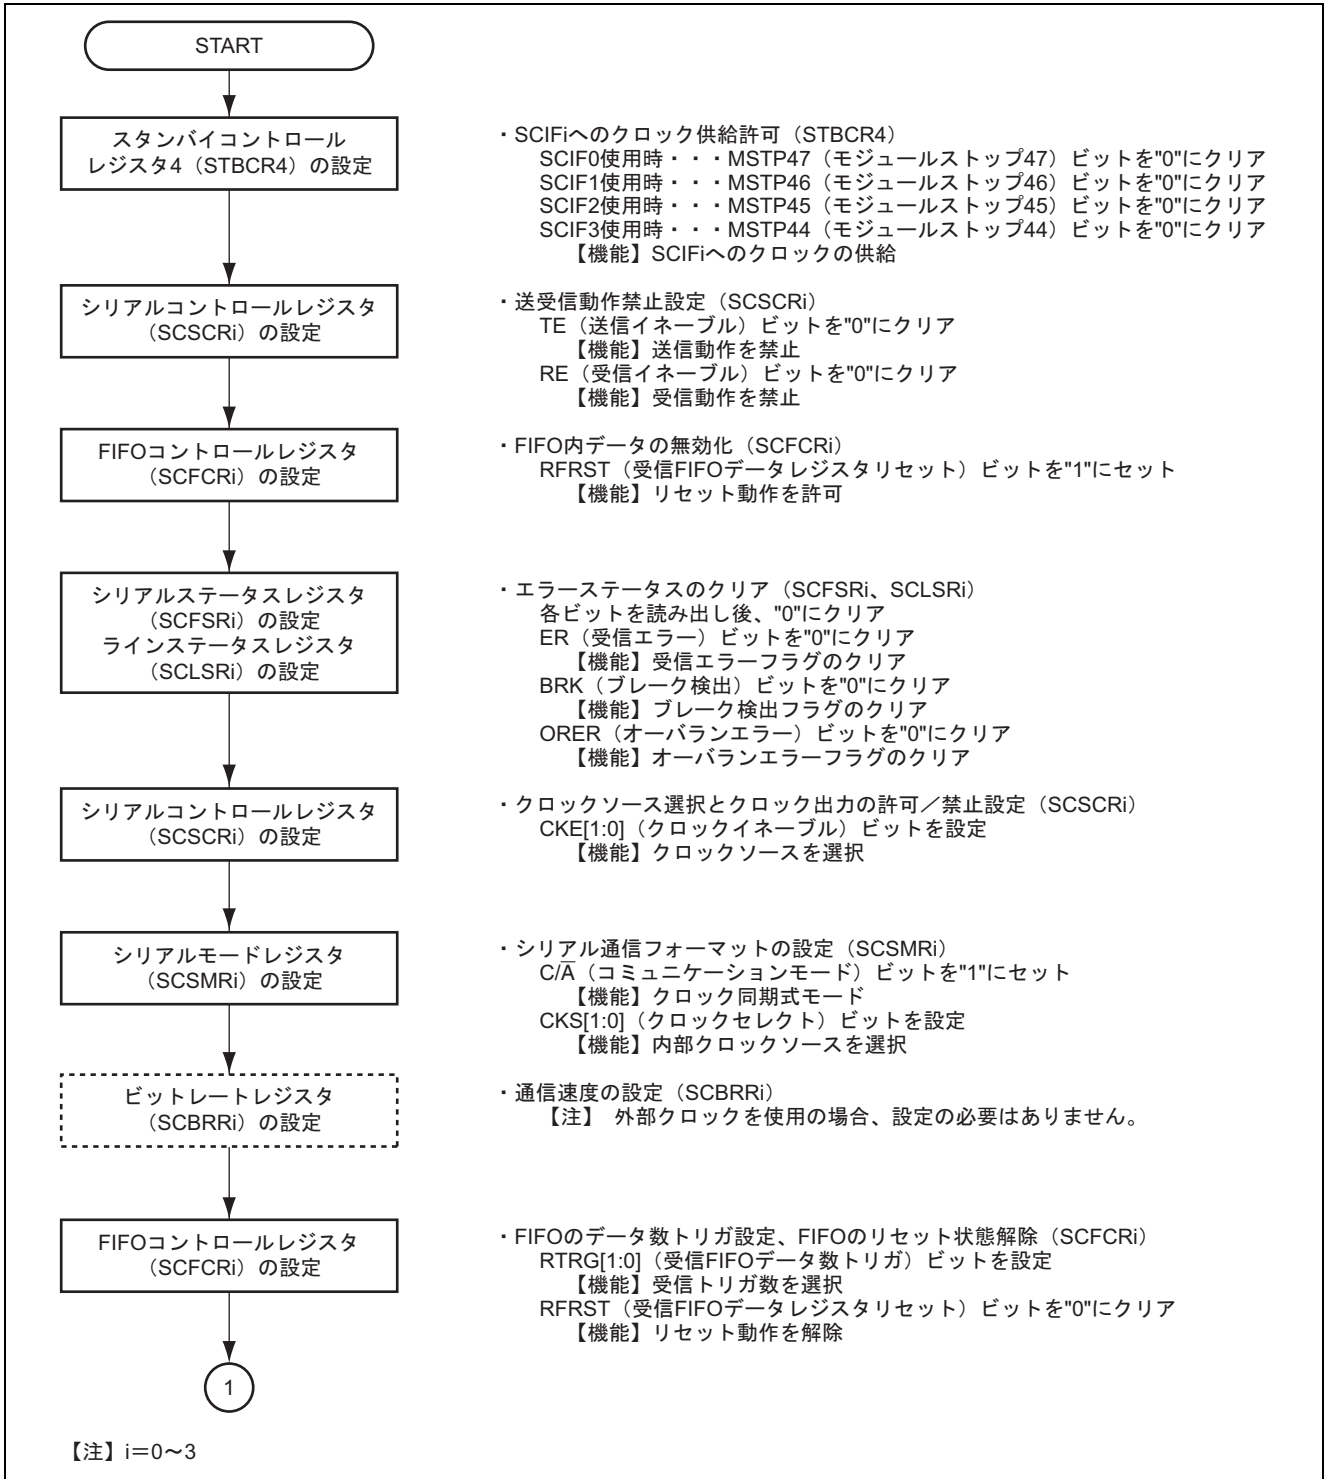 START
スタンバイコントロール
レジスタ4（STBCR4）の設定
・SCIFiへのクロック供給許可（STBCR4）
SCIF0使用時・・・MSTP47（モジュールストップ47）ビットを"0"にクリア
SCIF1使用時・・・MSTP46（モジュールストップ46）ビットを"0"にクリア
SCIF2使用時・・・MSTP45（モジュールストップ45）ビットを"0"にクリア
SCIF3使用時・・・MSTP44（モジュールストップ44）ビットを"0"にクリア
【機能】SCIFiへのクロックの供給
シリアルコントロールレジスタ
（SCSCRi）の設定
・送受信動作禁止設定（SCSCRi）
TE（送信イネーブル）ビットを"0"にクリア
【機能】送信動作を禁止
RE（受信イネーブル）ビットを"0"にクリア
【機能】受信動作を禁止
FIFOコントロールレジスタ
（SCFCRi）の設定
・FIFO内データの無効化（SCFCRi）
RFRST（受信FIFOデータレジスタリセット）ビットを"1"にセット
【機能】リセット動作を許可
シリアルステータスレジスタ
（SCFSRi）の設定
ラインステータスレジスタ
（SCLSRi）の設定
・エラーステータスのクリア（SCFSRi、SCLSRi）
各ビットを読み出し後、"0"にクリア
ER（受信エラー）ビットを"0"にクリア
【機能】受信エラーフラグのクリア
BRK（ブレーク検出）ビットを"0"にクリア
【機能】ブレーク検出フラグのクリア
ORER（オーバランエラー）ビットを"0"にクリア
【機能】オーバランエラーフラグのクリア
シリアルコントロールレジスタ
（SCSCRi）の設定
・クロックソース選択とクロック出力の許可／禁止設定（SCSCRi）
CKE[1:0]（クロックイネーブル）ビットを設定
【機能】クロックソースを選択
シリアルモードレジスタ
（SCSMRi）の設定
・シリアル通信フォーマットの設定（SCSMRi）
C/A̅（コミュニケーションモード）ビットを"1"にセット
【機能】クロック同期式モード
CKS[1:0]（クロックセレクト）ビットを設定
【機能】内部クロックソースを選択
ビットレートレジスタ
（SCBRRi）の設定
・通信速度の設定（SCBRRi）
【注】 外部クロックを使用の場合、設定の必要はありません。
FIFOコントロールレジスタ
（SCFCRi）の設定
・FIFOのデータ数トリガ設定、FIFOのリセット状態解除（SCFCRi）
RTRG[1:0]（受信FIFOデータ数トリガ）ビットを設定
【機能】受信トリガ数を選択
RFRST（受信FIFOデータレジスタリセット）ビットを"0"にクリア
【機能】リセット動作を解除
1
【注】i＝0～3